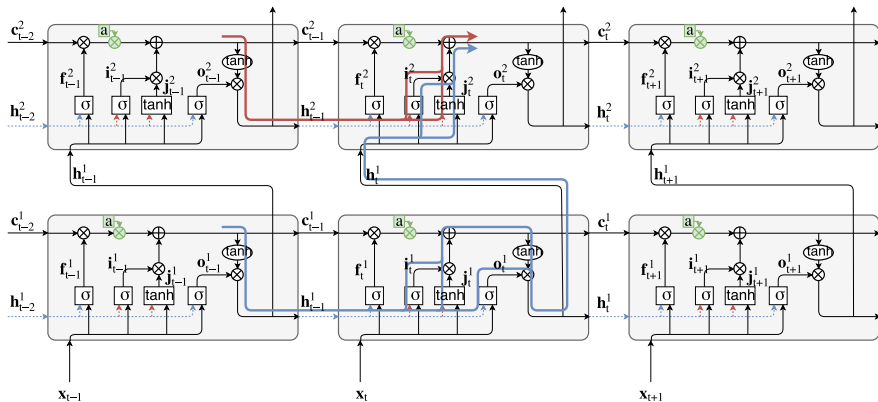 a a a
c²ₜ₋₂ c²ₜ₋₁ c²ₜ
tanh tanh tanh
f²ₜ₋₁ i²ₜ₋₁ j²ₜ₋₁ o²ₜ₋₁ f²ₜ i²ₜ j²ₜ o²ₜ f²ₜ₊₁ i²ₜ₊₁ j²ₜ₊₁ o²ₜ₊₁
h²ₜ₋₂ σ σ tanh σ h²ₜ₋₁ σ σ tanh σ h²ₜ σ σ tanh σ
h¹ₜ₋₁ h¹ₜ h¹ₜ₊₁
a a a
c¹ₜ₋₂ c¹ₜ₋₁ c¹ₜ
tanh tanh tanh
f¹ₜ₋₁ i¹ₜ₋₁ j¹ₜ₋₁ o¹ₜ₋₁ f¹ₜ i¹ₜ j¹ₜ o¹ₜ f¹ₜ₊₁ i¹ₜ₊₁ j¹ₜ₊₁ o¹ₜ₊₁
h¹ₜ₋₂ σ σ tanh σ h¹ₜ₋₁ σ σ tanh σ h¹ₜ σ σ tanh σ
xₜ₋₁ xₜ xₜ₊₁